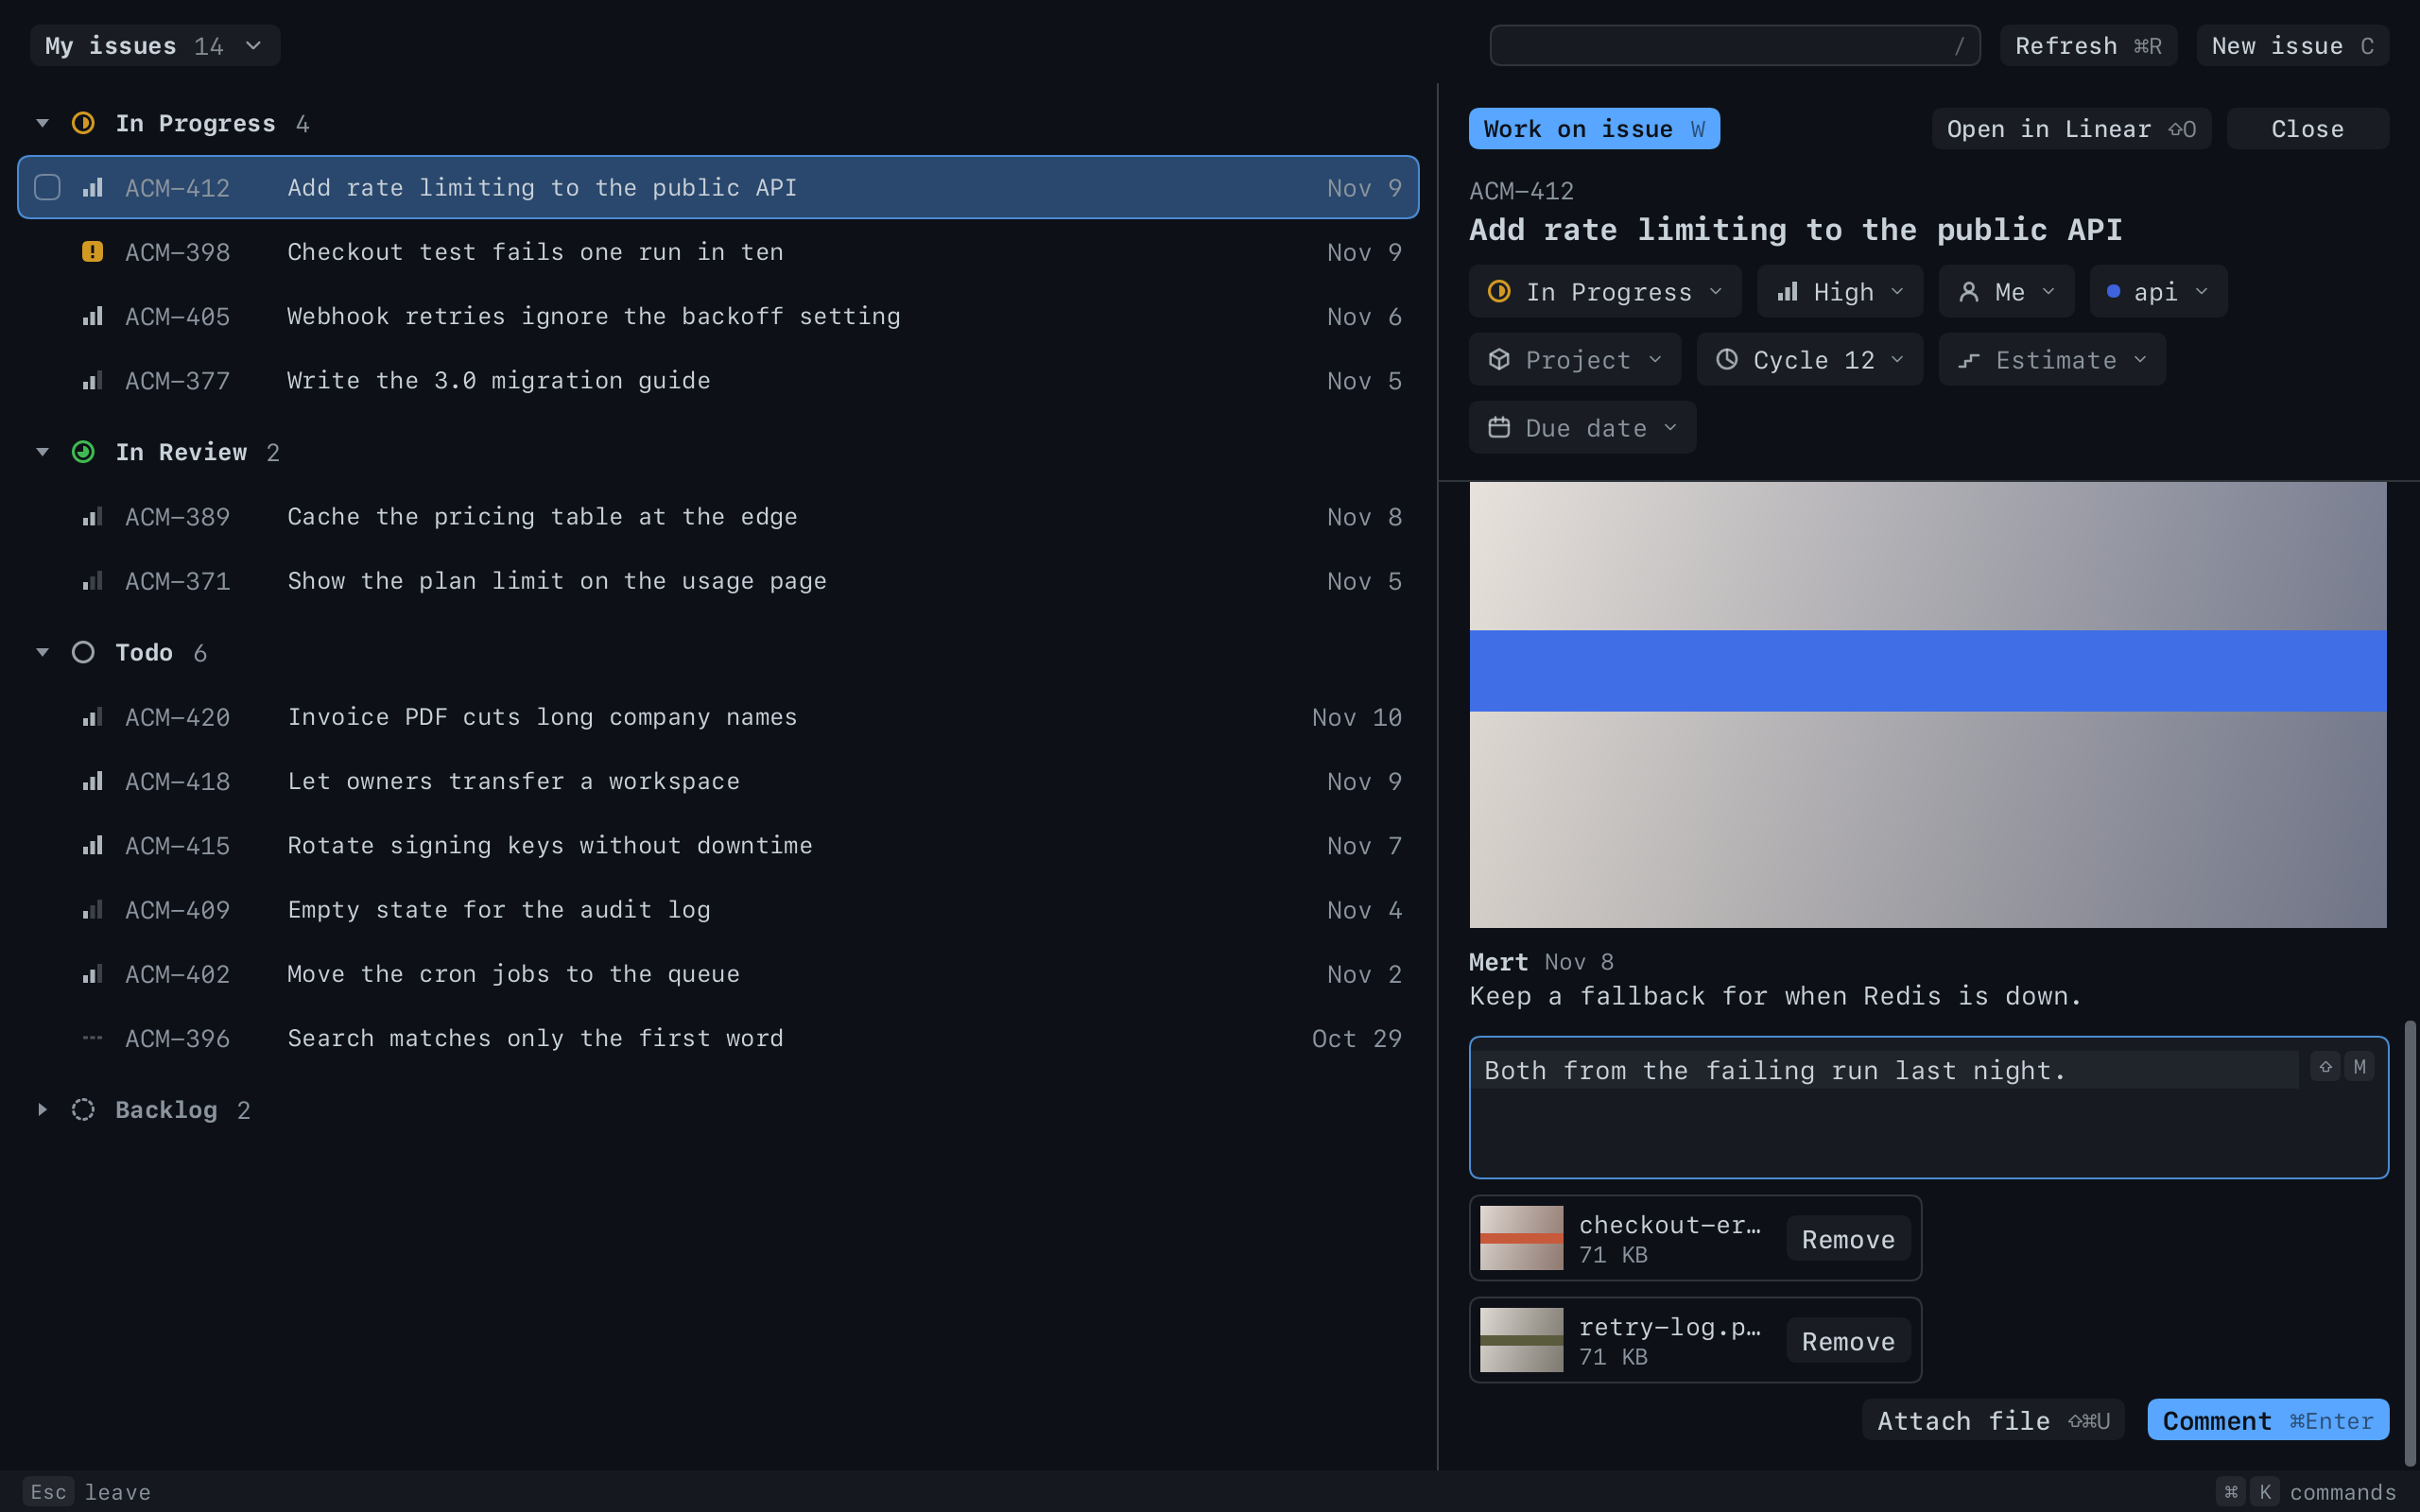 My issues 14
/
Refresh ⌘R
New issue C
In Progress 4
ACM-412 Add rate limiting to the public API Nov 9
ACM-398 Checkout test fails one run in ten Nov 9
ACM-405 Webhook retries ignore the backoff setting Nov 6
ACM-377 Write the 3.0 migration guide Nov 5
In Review 2
ACM-389 Cache the pricing table at the edge Nov 8
ACM-371 Show the plan limit on the usage page Nov 5
Todo 6
ACM-420 Invoice PDF cuts long company names Nov 10
ACM-418 Let owners transfer a workspace Nov 9
ACM-415 Rotate signing keys without downtime Nov 7
ACM-409 Empty state for the audit log Nov 4
ACM-402 Move the cron jobs to the queue Nov 2
ACM-396 Search matches only the first word Oct 29
Backlog 2
Work on issue W
Open in Linear ⇧O
Close
ACM-412
Add rate limiting to the public API
In Progress High Me api
Project Cycle 12 Estimate
Due date
Mert Nov 8
Keep a fallback for when Redis is down.
Both from the failing run last night. ⇧ M
checkout-er… Remove
71 KB
retry-log.p… Remove
71 KB
Attach file ⇧⌘U
Comment ⌘Enter
Esc leave
⌘ K commands